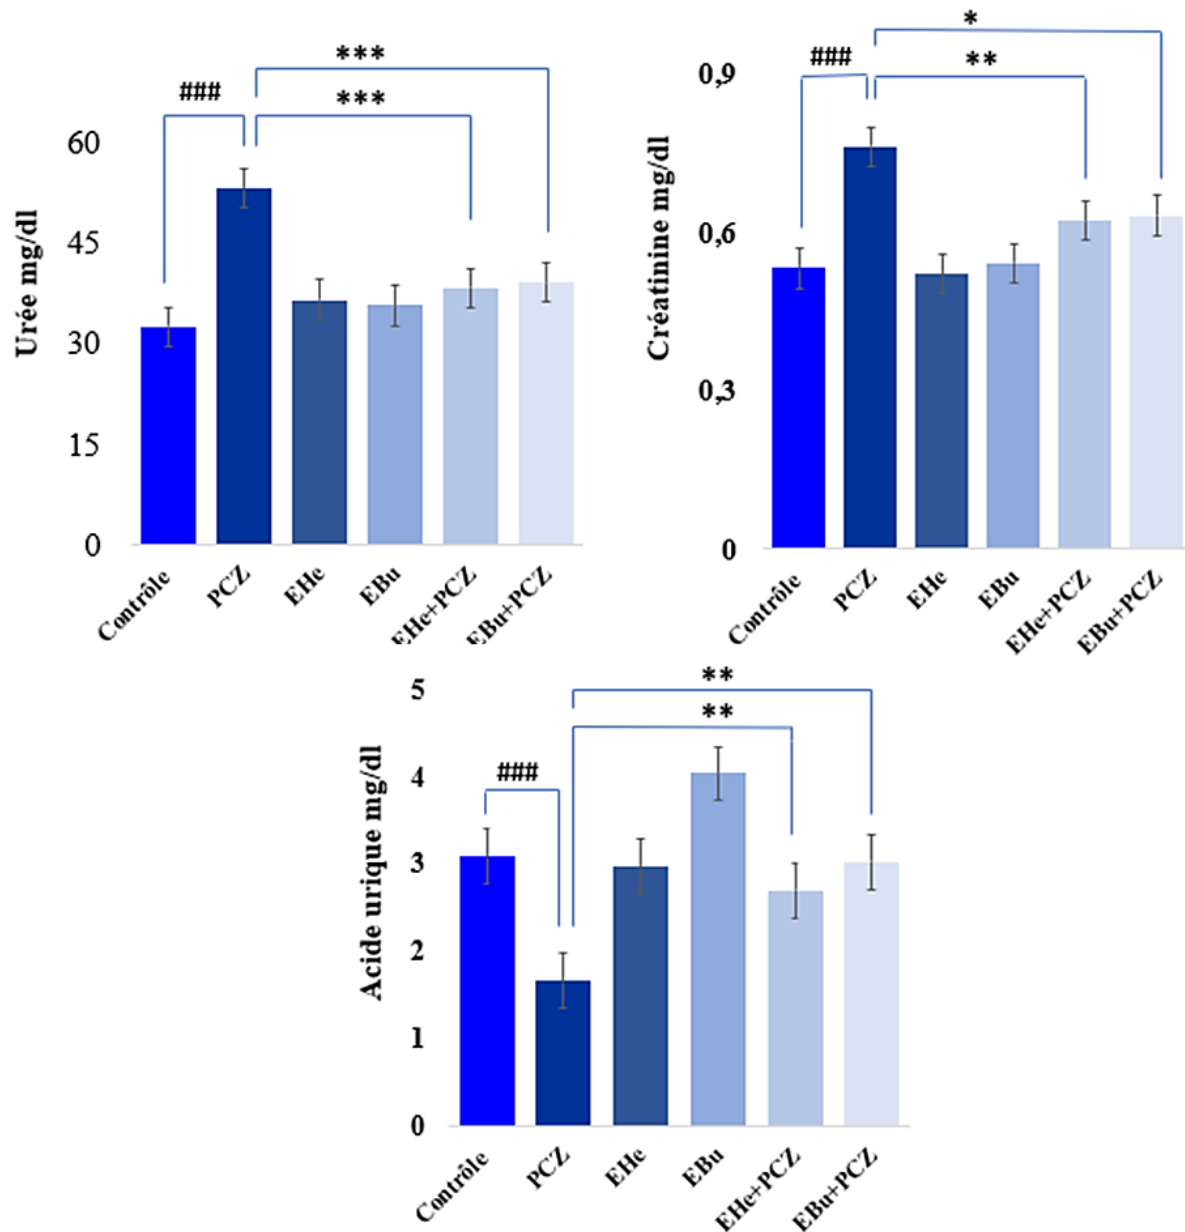 ***
***
###
60
45
30
15
0
Urée mg/dl
Contrôle
PCZ
EHe
EBu
EHe+PCZ
EBu+PCZ
*
**
###
0,9
0,6
0,3
0
Créatinine mg/dl
Contrôle
PCZ
EHe
EBu
EHe+PCZ
EBu+PCZ
**
**
###
5
4
3
2
1
0
Acide urique mg/dl
Contrôle
PCZ
EHe
EBu
EHe+PCZ
EBu+PCZ